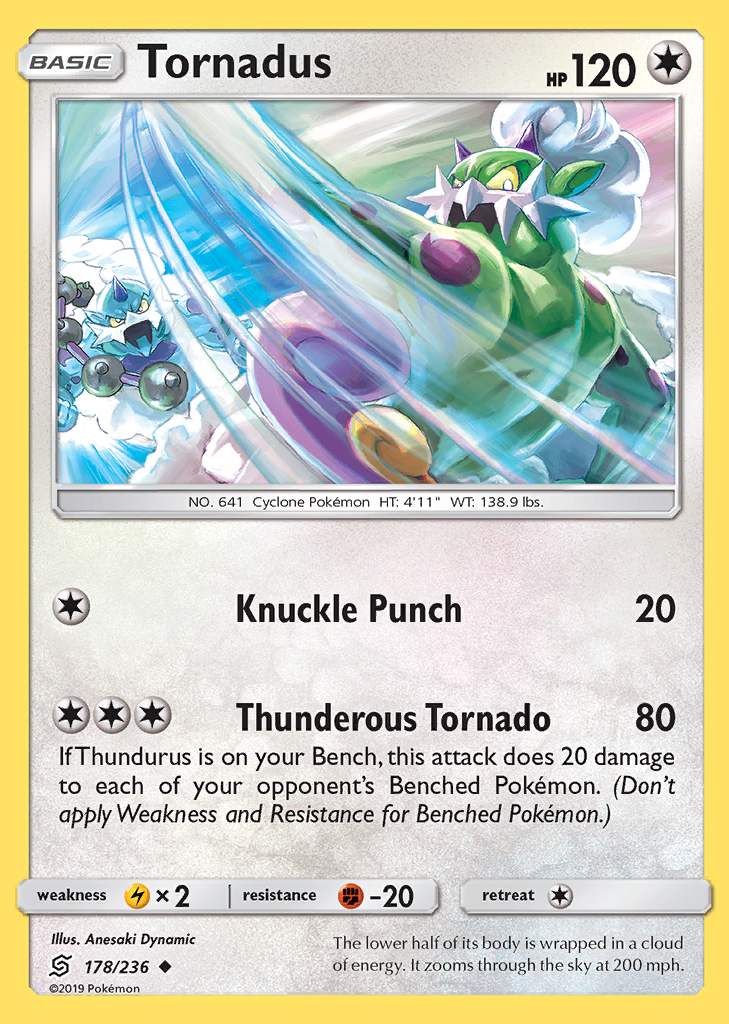 BASIC
Tornadus
HP 120
NO. 641 Cyclone Pokémon HT: 4'11" WT: 138.9 lbs.
Knuckle Punch 20
Thunderous Tornado 80
If Thundurus is on your Bench, this attack does 20 damage
to each of your opponent's Benched Pokémon. (Don't
apply Weakness and Resistance for Benched Pokémon.)
weakness × 2 resistance -20 retreat
Illus. Anesaki Dynamic
178/236
©2019 Pokémon
The lower half of its body is wrapped in a cloud
of energy. It zooms through the sky at 200 mph.